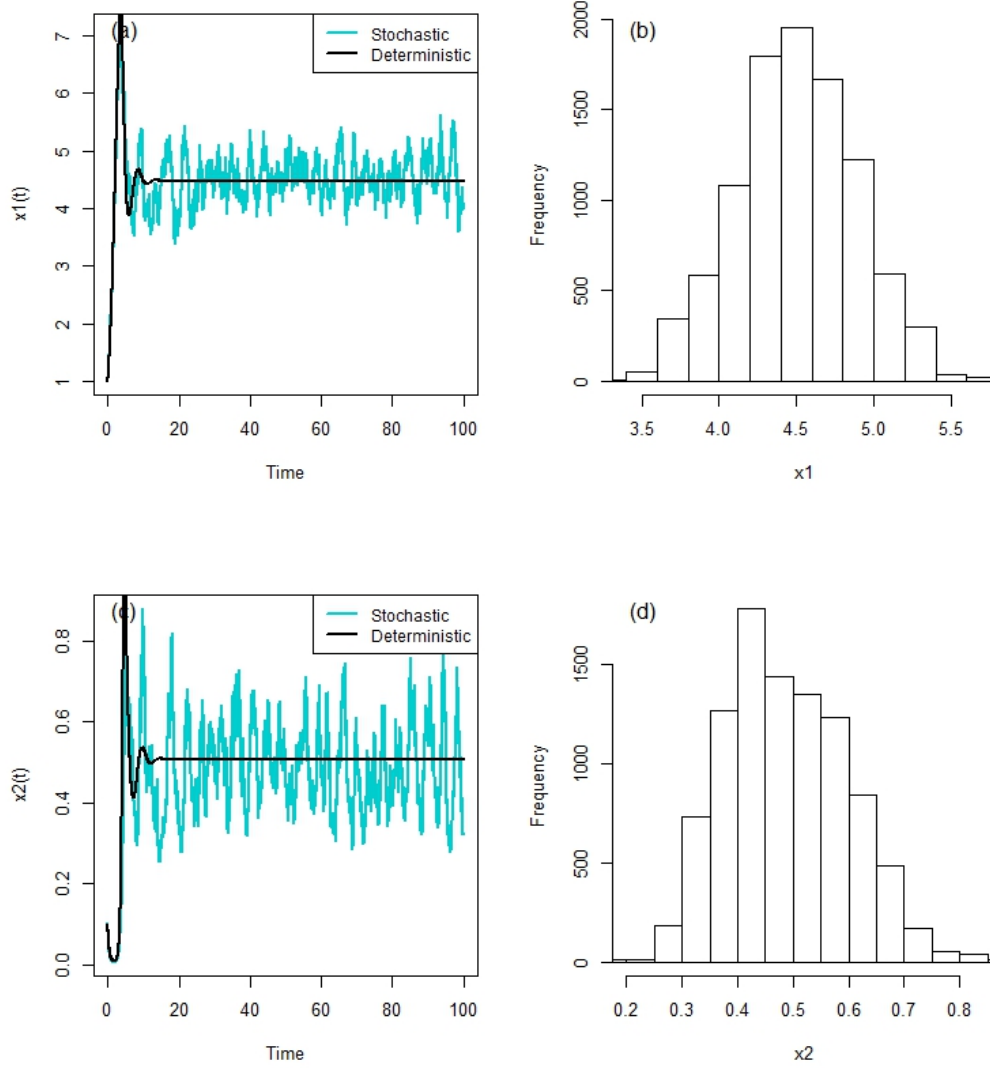 (a)
Stochastic
Deterministic
x1(t)
7
6
5
4
3
2
1
0 20 40 60 80 100
Time
(b)
Frequency
2000
1500
1000
500
0
3.5 4.0 4.5 5.0 5.5
x1
(c)
Stochastic
Deterministic
x2(t)
0.8
0.6
0.4
0.2
0.0
0 20 40 60 80 100
Time
(d)
Frequency
1500
1000
500
0
0.2 0.3 0.4 0.5 0.6 0.7 0.8
x2